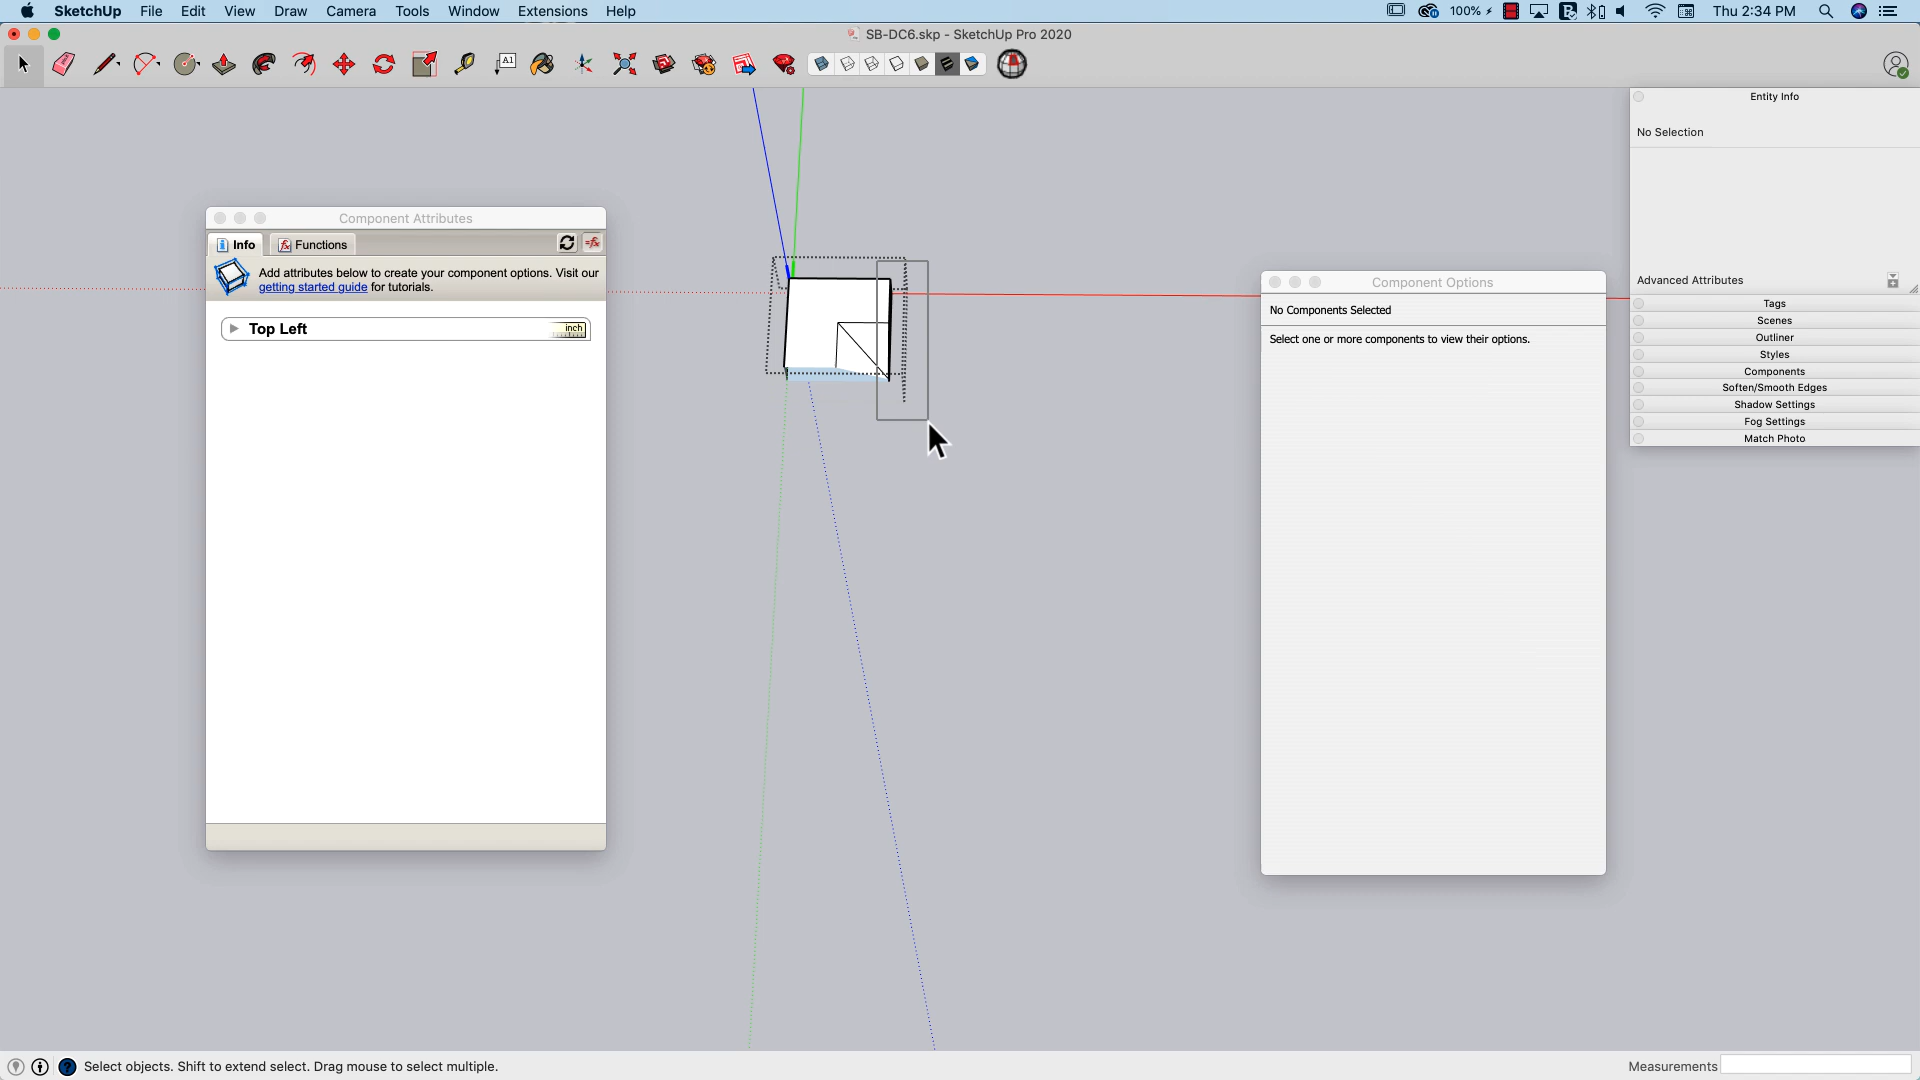 SketchUp File Edit View Draw Camera Tools Window Extensions Help
100% Thu 2:34 PM
SB-DC6.skp - SketchUp Pro 2020
A1
Entity Info
No Selection
Advanced Attributes
Tags
Scenes
Outliner
Styles
Components
Soften/Smooth Edges
Shadow Settings
Fog Settings
Match Photo
Component Attributes
Info Functions
Add attributes below to create your component options. Visit our
getting started guide for tutorials.
Top Left inch
Component Options
No Components Selected
Select one or more components to view their options.
Select objects. Shift to extend select. Drag mouse to select multiple.
Measurements